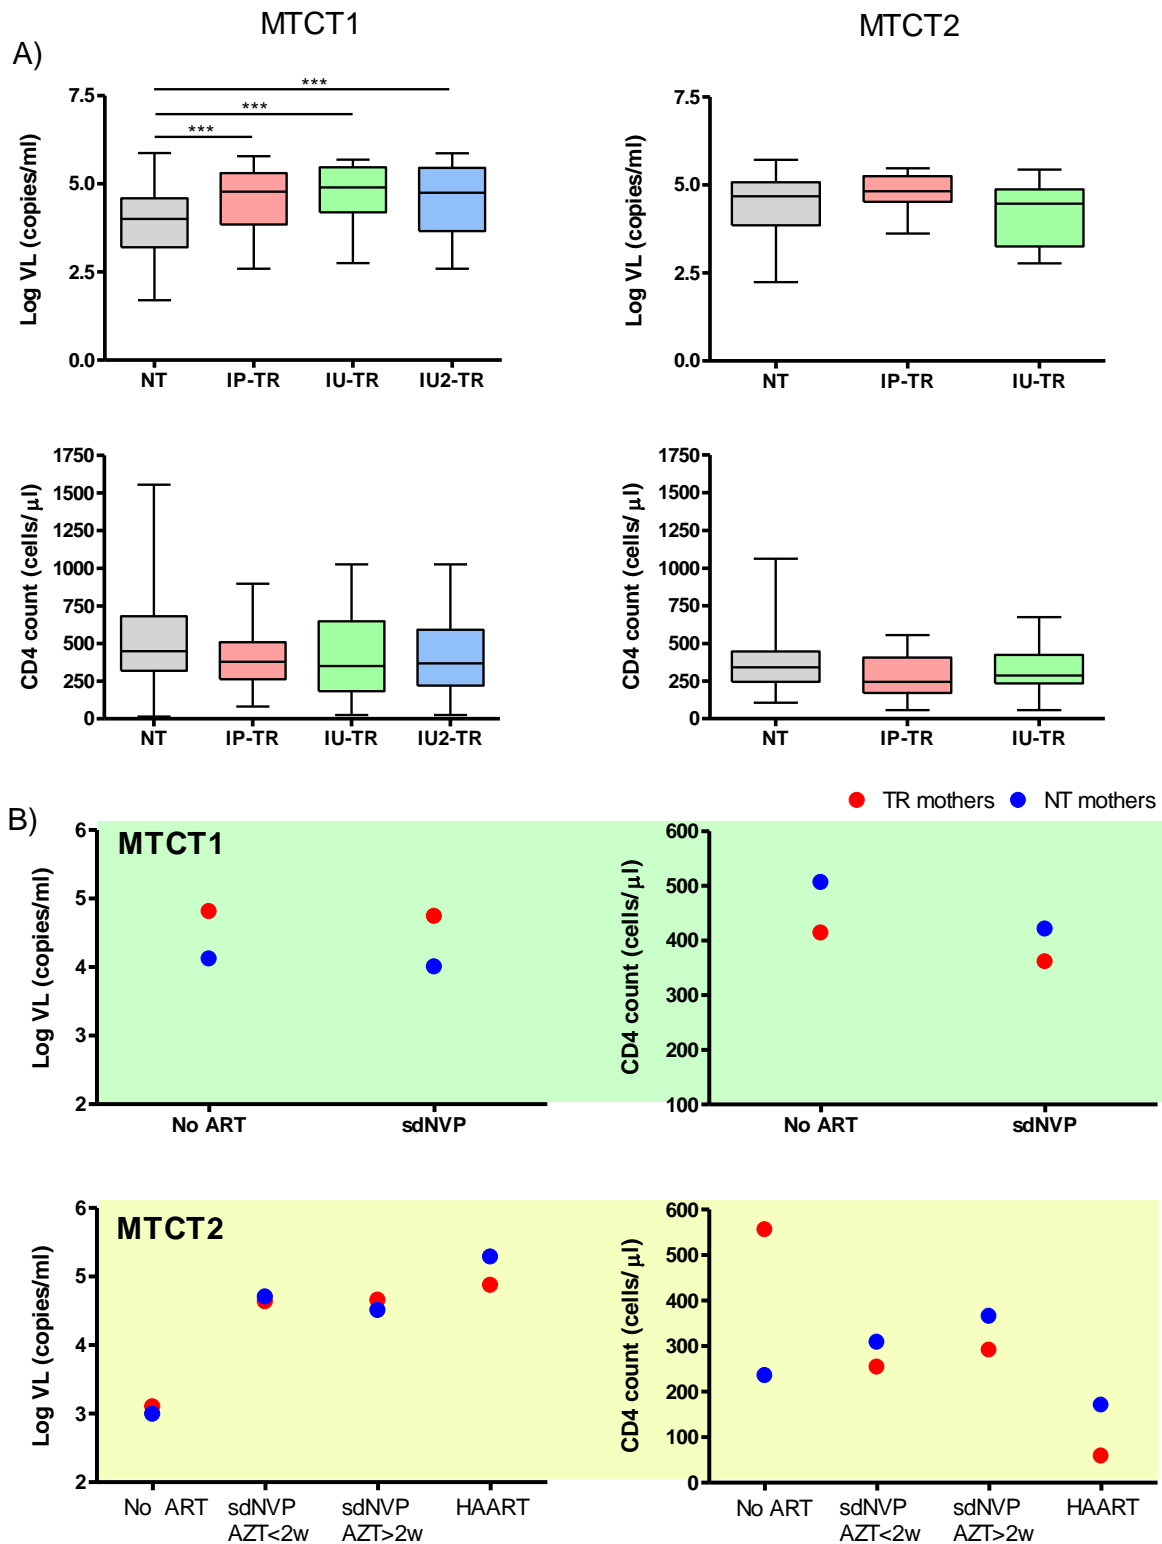 MTCT1
MTCT2
A)
Log VL (copies/ml)
7.5
5.0
2.5
0.0
***
***
***
NT
IP-TR
IU-TR
IU2-TR
Log VL (copies/ml)
7.5
5.0
2.5
0.0
NT
IP-TR
IU-TR
CD4 count (cells/μl)
1750
1500
1250
1000
750
500
250
0
NT
IP-TR
IU-TR
IU2-TR
CD4 count (cells/μl)
1750
1500
1250
1000
750
500
250
0
NT
IP-TR
IU-TR
TR mothers
NT mothers
B)
MTCT1
Log VL (copies/ml)
6
5
4
3
2
No ART
sdNVP
CD4 count (cells/μl)
600
500
400
300
200
100
No ART
sdNVP
MTCT2
Log VL (copies/ml)
6
5
4
3
2
No ART
sdNVP
AZT<2w
sdNVP
AZT>2w
HAART
CD4 count (cells/μl)
600
500
400
300
200
100
0
No ART
sdNVP
AZT<2w
sdNVP
AZT>2w
HAART